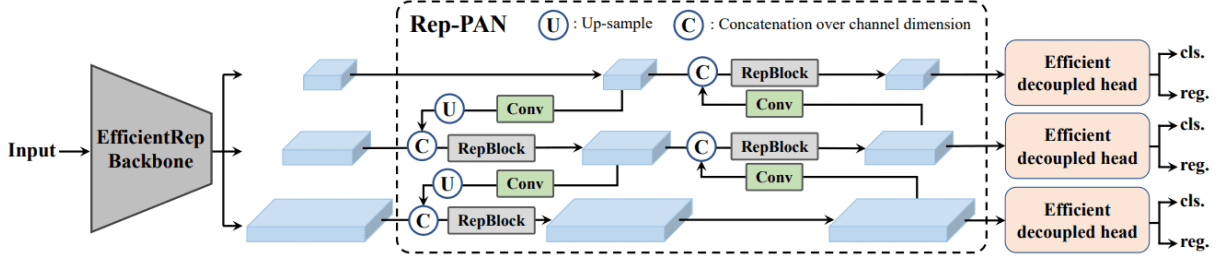 Rep-PAN
U : Up-sample
C : Concatenation over channel dimension
Input
EfficientRep
Backbone
C
RepBlock
U
Conv
Conv
C
RepBlock
C
RepBlock
U
Conv
Conv
C
RepBlock
Efficient
decoupled head
cls.
reg.
Efficient
decoupled head
cls.
reg.
Efficient
decoupled head
cls.
reg.